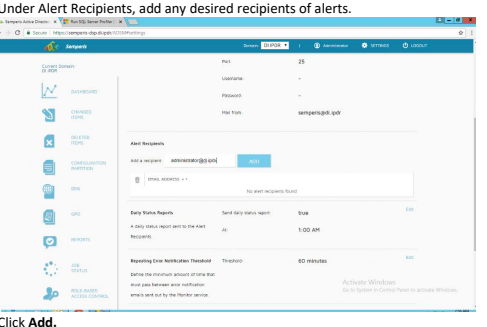 Under Alert Recipients, add any desired recipients of alerts.
Semperis Active Directo
Run SQL Server Profiler |
Secure | https://semperis-dsp.di.ipdr/ADSM#settings
Semperis
Domain DI.IPDR
Administrator
SETTINGS
LOGOUT
Current Domain
DI.IPDR
DASHBOARD
CHANGED ITEMS
DELETED ITEMS
CONFIGURATION PARTITION
DNS
REPORTS
JOB STATUS
ROLE-BASED ACCESS CONTROL
Port
25
Username
-
Password
-
Mail from
semperis@di.ipdr
Alert Recipients
Add a recipient
administrator@di.ipdr
ADD
EMAIL ADDRESS
No alert recipients found
Daily Status Reports
Send daily status report
true
Edit
A daily status report sent to the Alert Recipients
At
1:00 AM
Repeating Error Notification Threshold
Threshold
60 minutes
Edit
Define the minimum amount of time that
must pass between error notification
emails sent out by the Monitor service.
Activate Windows
Go to System in Control Panel to activate Windows.
Click Add.